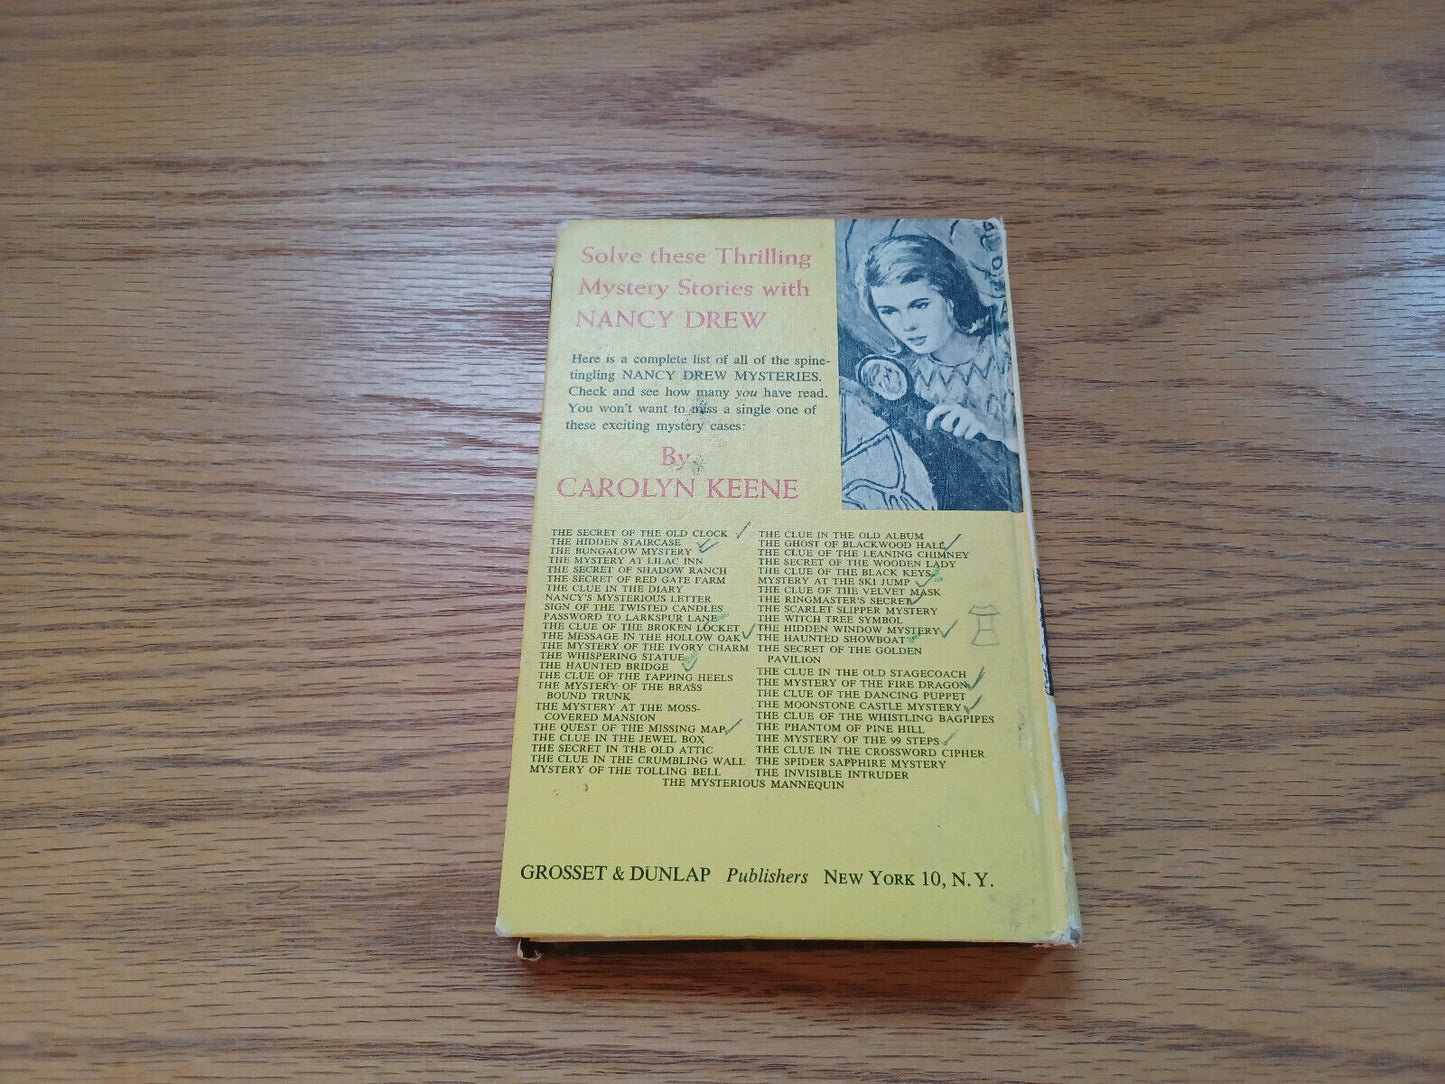 Solve these Thrilling
Mystery Stories with
NANCY DREW
Here is a complete list of all of the spine-
tingling NANCY DREW MYSTERIES.
Check and see how many you have read.
You won't want to miss a single one of
these exciting mystery cases:
By
CAROLYN KEENE
THE SECRET OF THE OLD CLOCK
THE HIDDEN STAIRCASE
THE BUNGALOW MYSTERY
THE MYSTERY AT LILAC INN
THE SECRET OF SHADOW RANCH
THE SECRET OF RED GATE FARM
THE CLUE IN THE DIARY
NANCY'S MYSTERIOUS LETTER
SIGN OF THE TWISTED CANDLES
PASSWORD TO LARKSPUR LANE
THE CLUE OF THE BROKEN LOCKET
THE MESSAGE IN THE HOLLOW OAK
THE MYSTERY OF THE IVORY CHARM
THE WHISPERING STATUE
THE HAUNTED BRIDGE
THE CLUE OF THE TAPPING HEELS
THE MYSTERY OF THE BRASS
BOUND TRUNK
THE MYSTERY AT THE MOSS-
COVERED MANSION
THE QUEST OF THE MISSING MAP
THE CLUE IN THE JEWEL BOX
THE SECRET IN THE OLD ATTIC
THE CLUE IN THE CRUMBLING WALL
MYSTERY OF THE TOLLING BELL
THE CLUE IN THE OLD ALBUM
THE GHOST OF BLACKWOOD HALL
THE CLUE OF THE LEANING CHIMNEY
THE SECRET OF THE WOODEN LADY
THE CLUE OF THE BLACK KEYS
MYSTERY AT THE SKI JUMP
THE CLUE OF THE VELVET MASK
THE RINGMASTER'S SECRET
THE SCARLET SLIPPER MYSTERY
THE WITCH TREE SYMBOL
THE HIDDEN WINDOW MYSTERY
THE HAUNTED SHOWBOAT
THE SECRET OF THE GOLDEN
PAVILION
THE CLUE IN THE OLD STAGECOACH
THE MYSTERY OF THE FIRE DRAGON
THE CLUE OF THE DANCING PUPPET
THE MOONSTONE CASTLE MYSTERY
THE CLUE OF THE WHISTLING BAGPIPES
THE PHANTOM OF PINE HILL
THE MYSTERY OF THE 99 STEPS
THE CLUE IN THE CROSSWORD CIPHER
THE SPIDER SAPPHIRE MYSTERY
THE INVISIBLE INTRUDER
THE MYSTERIOUS MANNEQUIN
GROSSET & DUNLAP Publishers NEW YORK 10, N. Y.